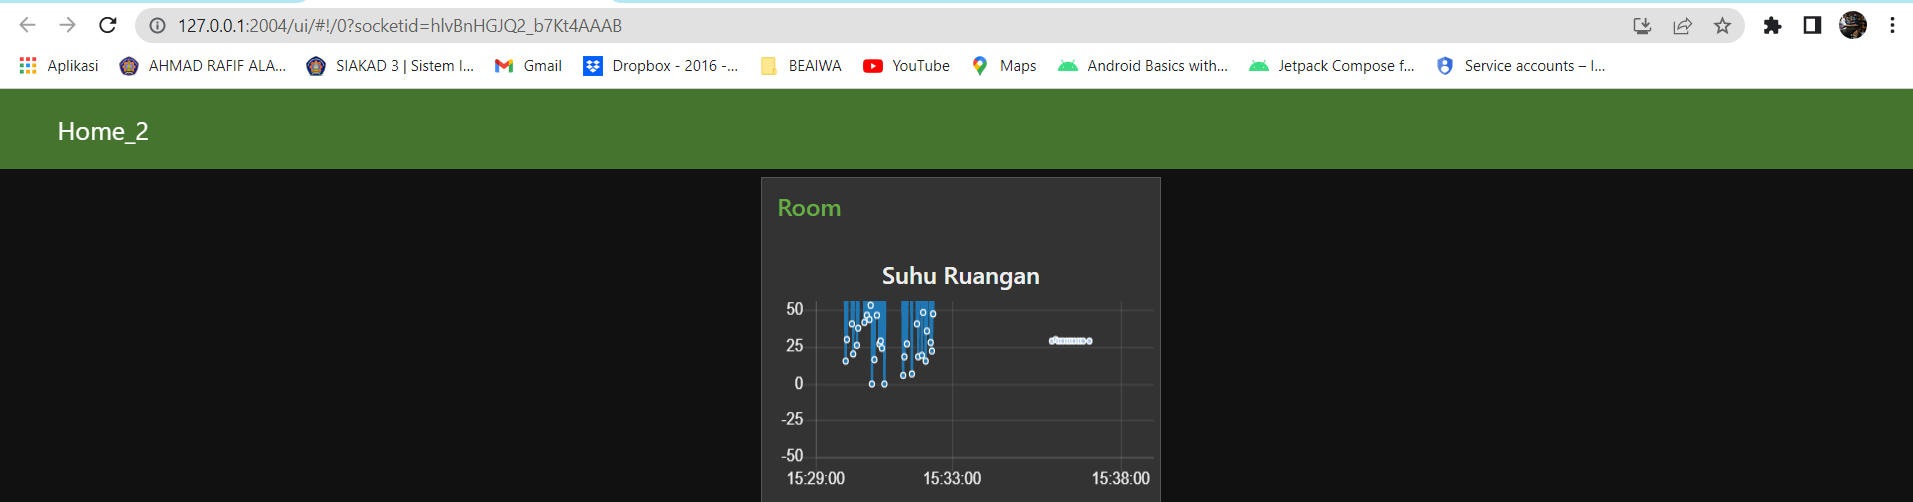 127.0.0.1:2004/ui/#!/0?socketid=hlvBnHGJQ2_b7Kt4AAAB
Aplikasi AHMAD RAFIF ALA... SIAKAD 3 | Sistem I... Gmail Dropbox - 2016 -... BEAIWA YouTube Maps Android Basics with... Jetpack Compose f... Service accounts – I...
Home_2
Room
Suhu Ruangan
50
25
0
-25
-50
15:29:00 15:33:00 15:38:00